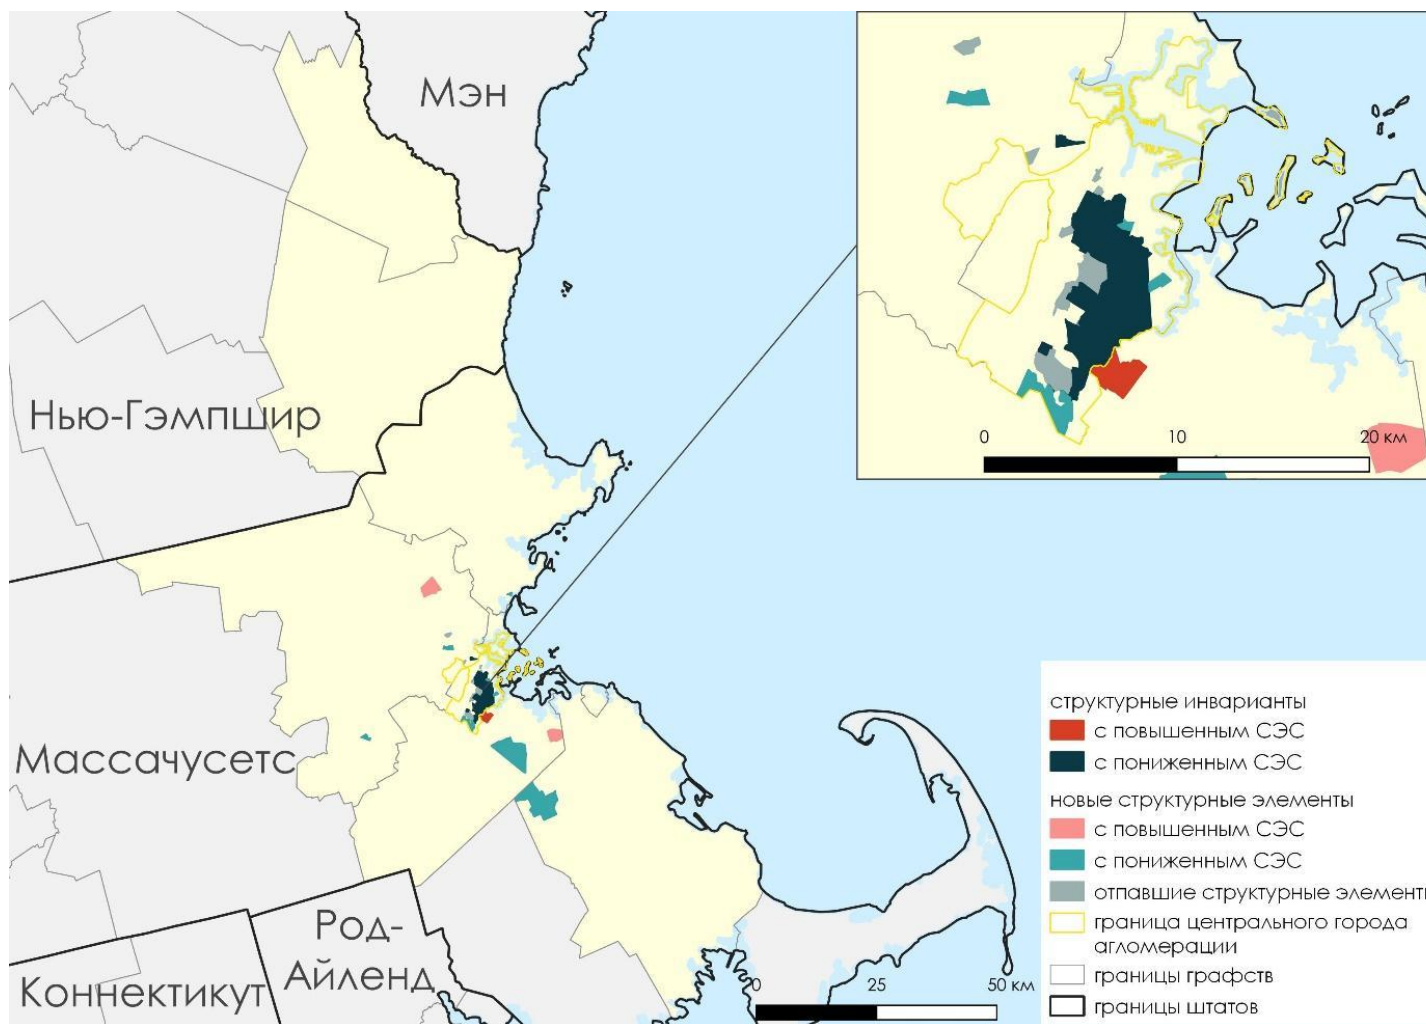 Мэн
Нью-Гэмпшир
Массачусетс
Род-
Айленд
Коннектикут
0 10 20 км
структурные инварианты
с повышенным СЭС
с пониженным СЭС
новые структурные элементы
с повышенным СЭС
с пониженным СЭС
отпавшие структурные элемент
граница центрального города
агломерации
границы графств
границы штатов
0 25 50 км